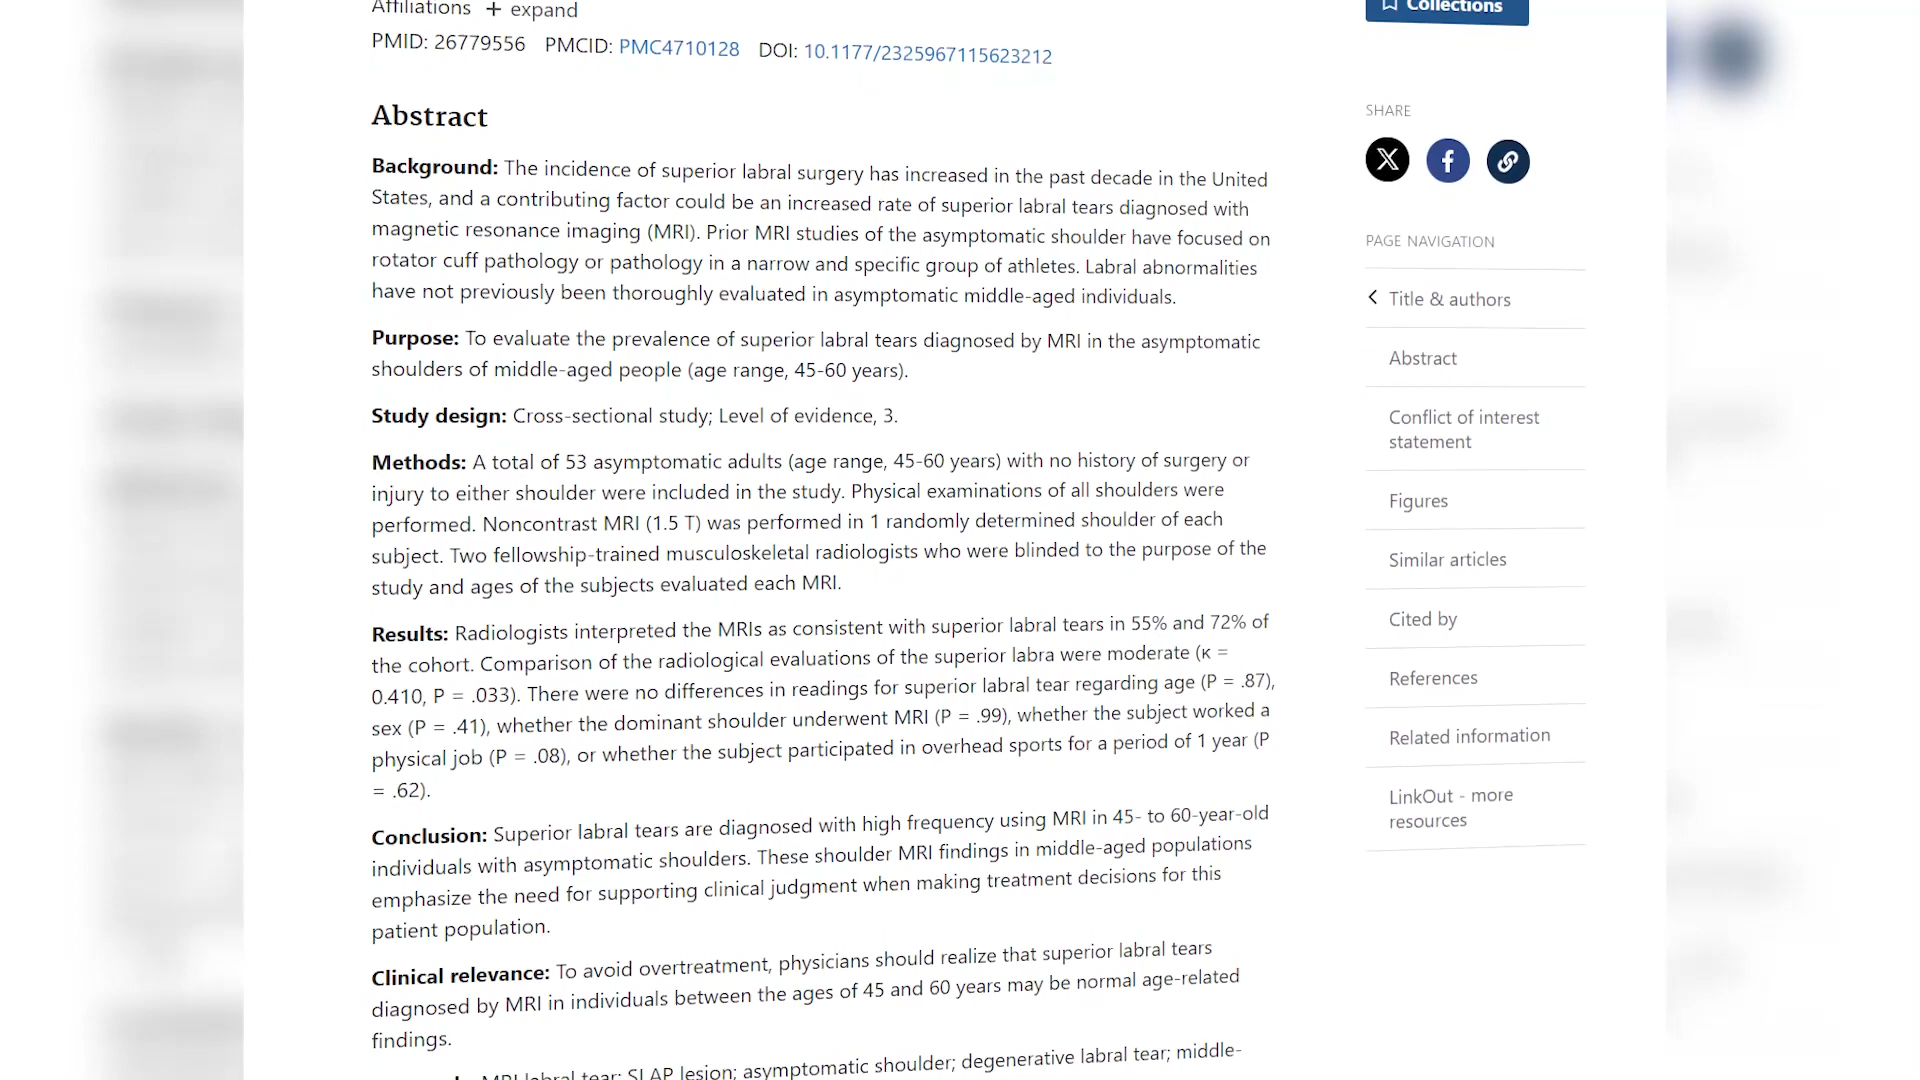 Affiliations + expand
PMID: 26779556 PMCID: PMC4710128 DOI: 10.1177/2325967115623212
Abstract
Background: The incidence of superior labral surgery has increased in the past decade in the United
States, and a contributing factor could be an increased rate of superior labral tears diagnosed with
magnetic resonance imaging (MRI). Prior MRI studies of the asymptomatic shoulder have focused on
rotator cuff pathology or pathology in a narrow and specific group of athletes. Labral abnormalities
have not previously been thoroughly evaluated in asymptomatic middle-aged individuals.
Purpose: To evaluate the prevalence of superior labral tears diagnosed by MRI in the asymptomatic
shoulders of middle-aged people (age range, 45-60 years).
Study design: Cross-sectional study; Level of evidence, 3.
Methods: A total of 53 asymptomatic adults (age range, 45-60 years) with no history of surgery or
injury to either shoulder were included in the study. Physical examinations of all shoulders were
performed. Noncontrast MRI (1.5 T) was performed in 1 randomly determined shoulder of each
subject. Two fellowship-trained musculoskeletal radiologists who were blinded to the purpose of the
study and ages of the subjects evaluated each MRI.
Results: Radiologists interpreted the MRIs as consistent with superior labral tears in 55% and 72% of
the cohort. Comparison of the radiological evaluations of the superior labra were moderate (κ =
0.410, P = .033). There were no differences in readings for superior labral tear regarding age (P = .87),
sex (P = .41), whether the dominant shoulder underwent MRI (P = .99), whether the subject worked a
physical job (P = .08), or whether the subject participated in overhead sports for a period of 1 year (P
= .62).
Conclusion: Superior labral tears are diagnosed with high frequency using MRI in 45- to 60-year-old
individuals with asymptomatic shoulders. These shoulder MRI findings in middle-aged populations
emphasize the need for supporting clinical judgment when making treatment decisions for this
patient population.
Clinical relevance: To avoid overtreatment, physicians should realize that superior labral tears
diagnosed by MRI in individuals between the ages of 45 and 60 years may be normal age-related
findings.
MRI labral tear; SLAP lesion; asymptomatic shoulder; degenerative labral tear; middle-
Collections
SHARE
PAGE NAVIGATION
Title & authors
Abstract
Conflict of interest
statement
Figures
Similar articles
Cited by
References
Related information
LinkOut - more
resources